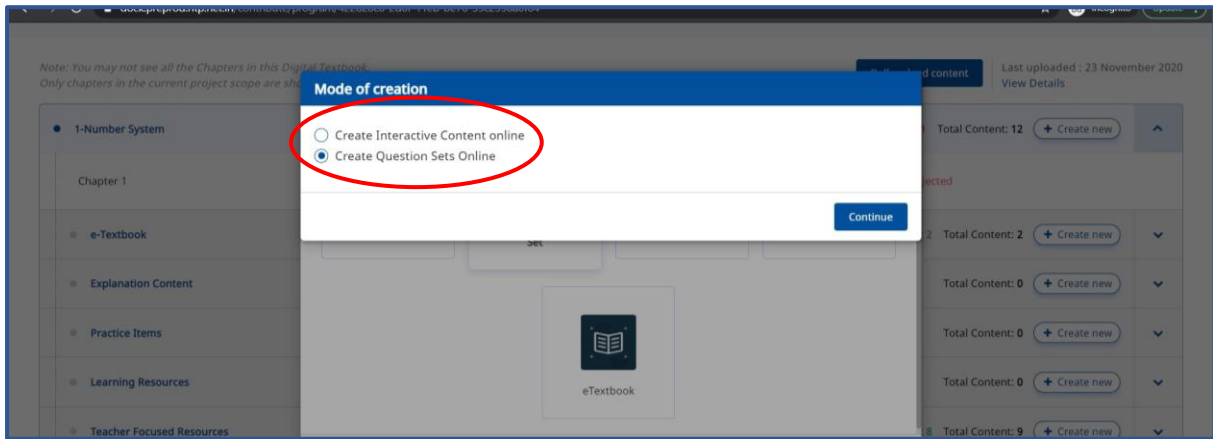 Note: You may not see all the Chapters in this Digital Textbook.
Only chapters in the current project scope are
d content
Last uploaded : 23 November 2020
View Details
Mode of creation
Create Interactive Content online
Create Question Sets Online
Continue
1-Number System
Total Content: 12 + Create new
Chapter 1
e-Textbook
2 Total Content: 2 + Create new
Set
Explanation Content
Total Content: 0 + Create new
Practice Items
Total Content: 0 + Create new
Learning Resources
Total Content: 0 + Create new
eTextbook
Teacher Focused Resources
8 Total Content: 9 + Create new